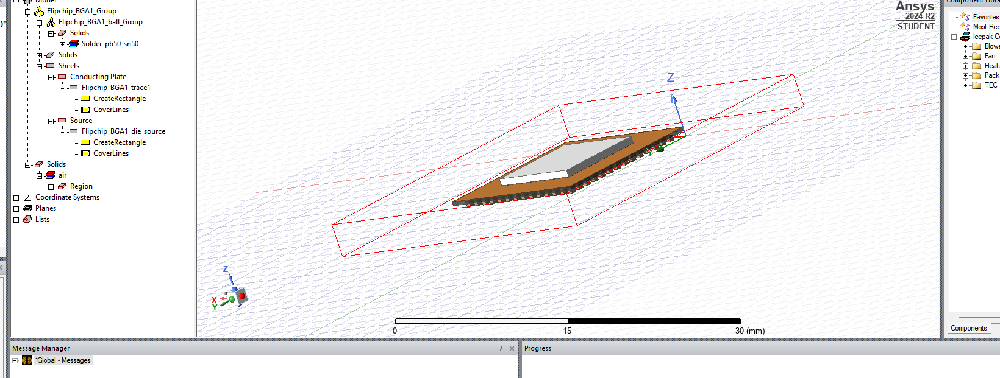 Model
Flipchip_BGA1_Group
Flipchip_BGA1_ball_Group
Solids
Solder-pb50_sn50
Solids
Sheets
Conducting Plate
Flipchip_BGA1_trace1
CreateRectangle
CoverLines
Source
Flipchip_BGA1_die_source
CreateRectangle
CoverLines
Solids
air
Region
Coordinate Systems
Planes
Lists
)*
Ansys
2024 R2
STUDENT
Z
Y
Z
X
Y
0 15 30 (mm)
Component Libra
Favorites
Most Rec
Icepak Co
Blowe
Fan
Heats
Pack
TEC
Components
Message Manager
*Global - Messages
Progress